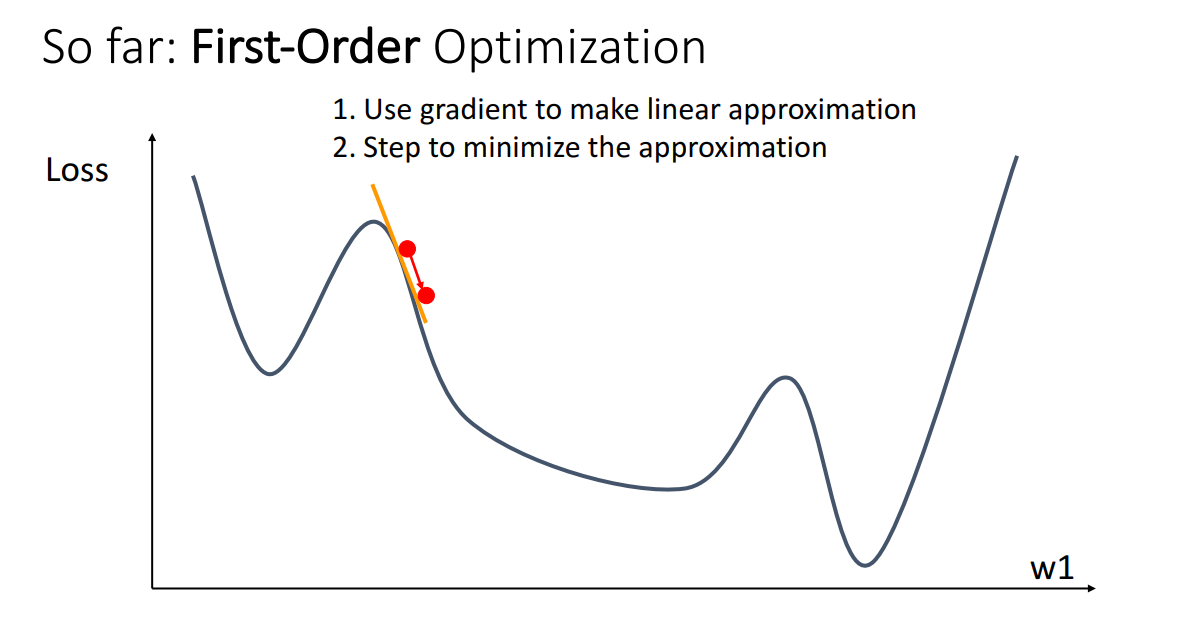 So far: First-Order Optimization
1. Use gradient to make linear approximation
2. Step to minimize the approximation
Loss
w1